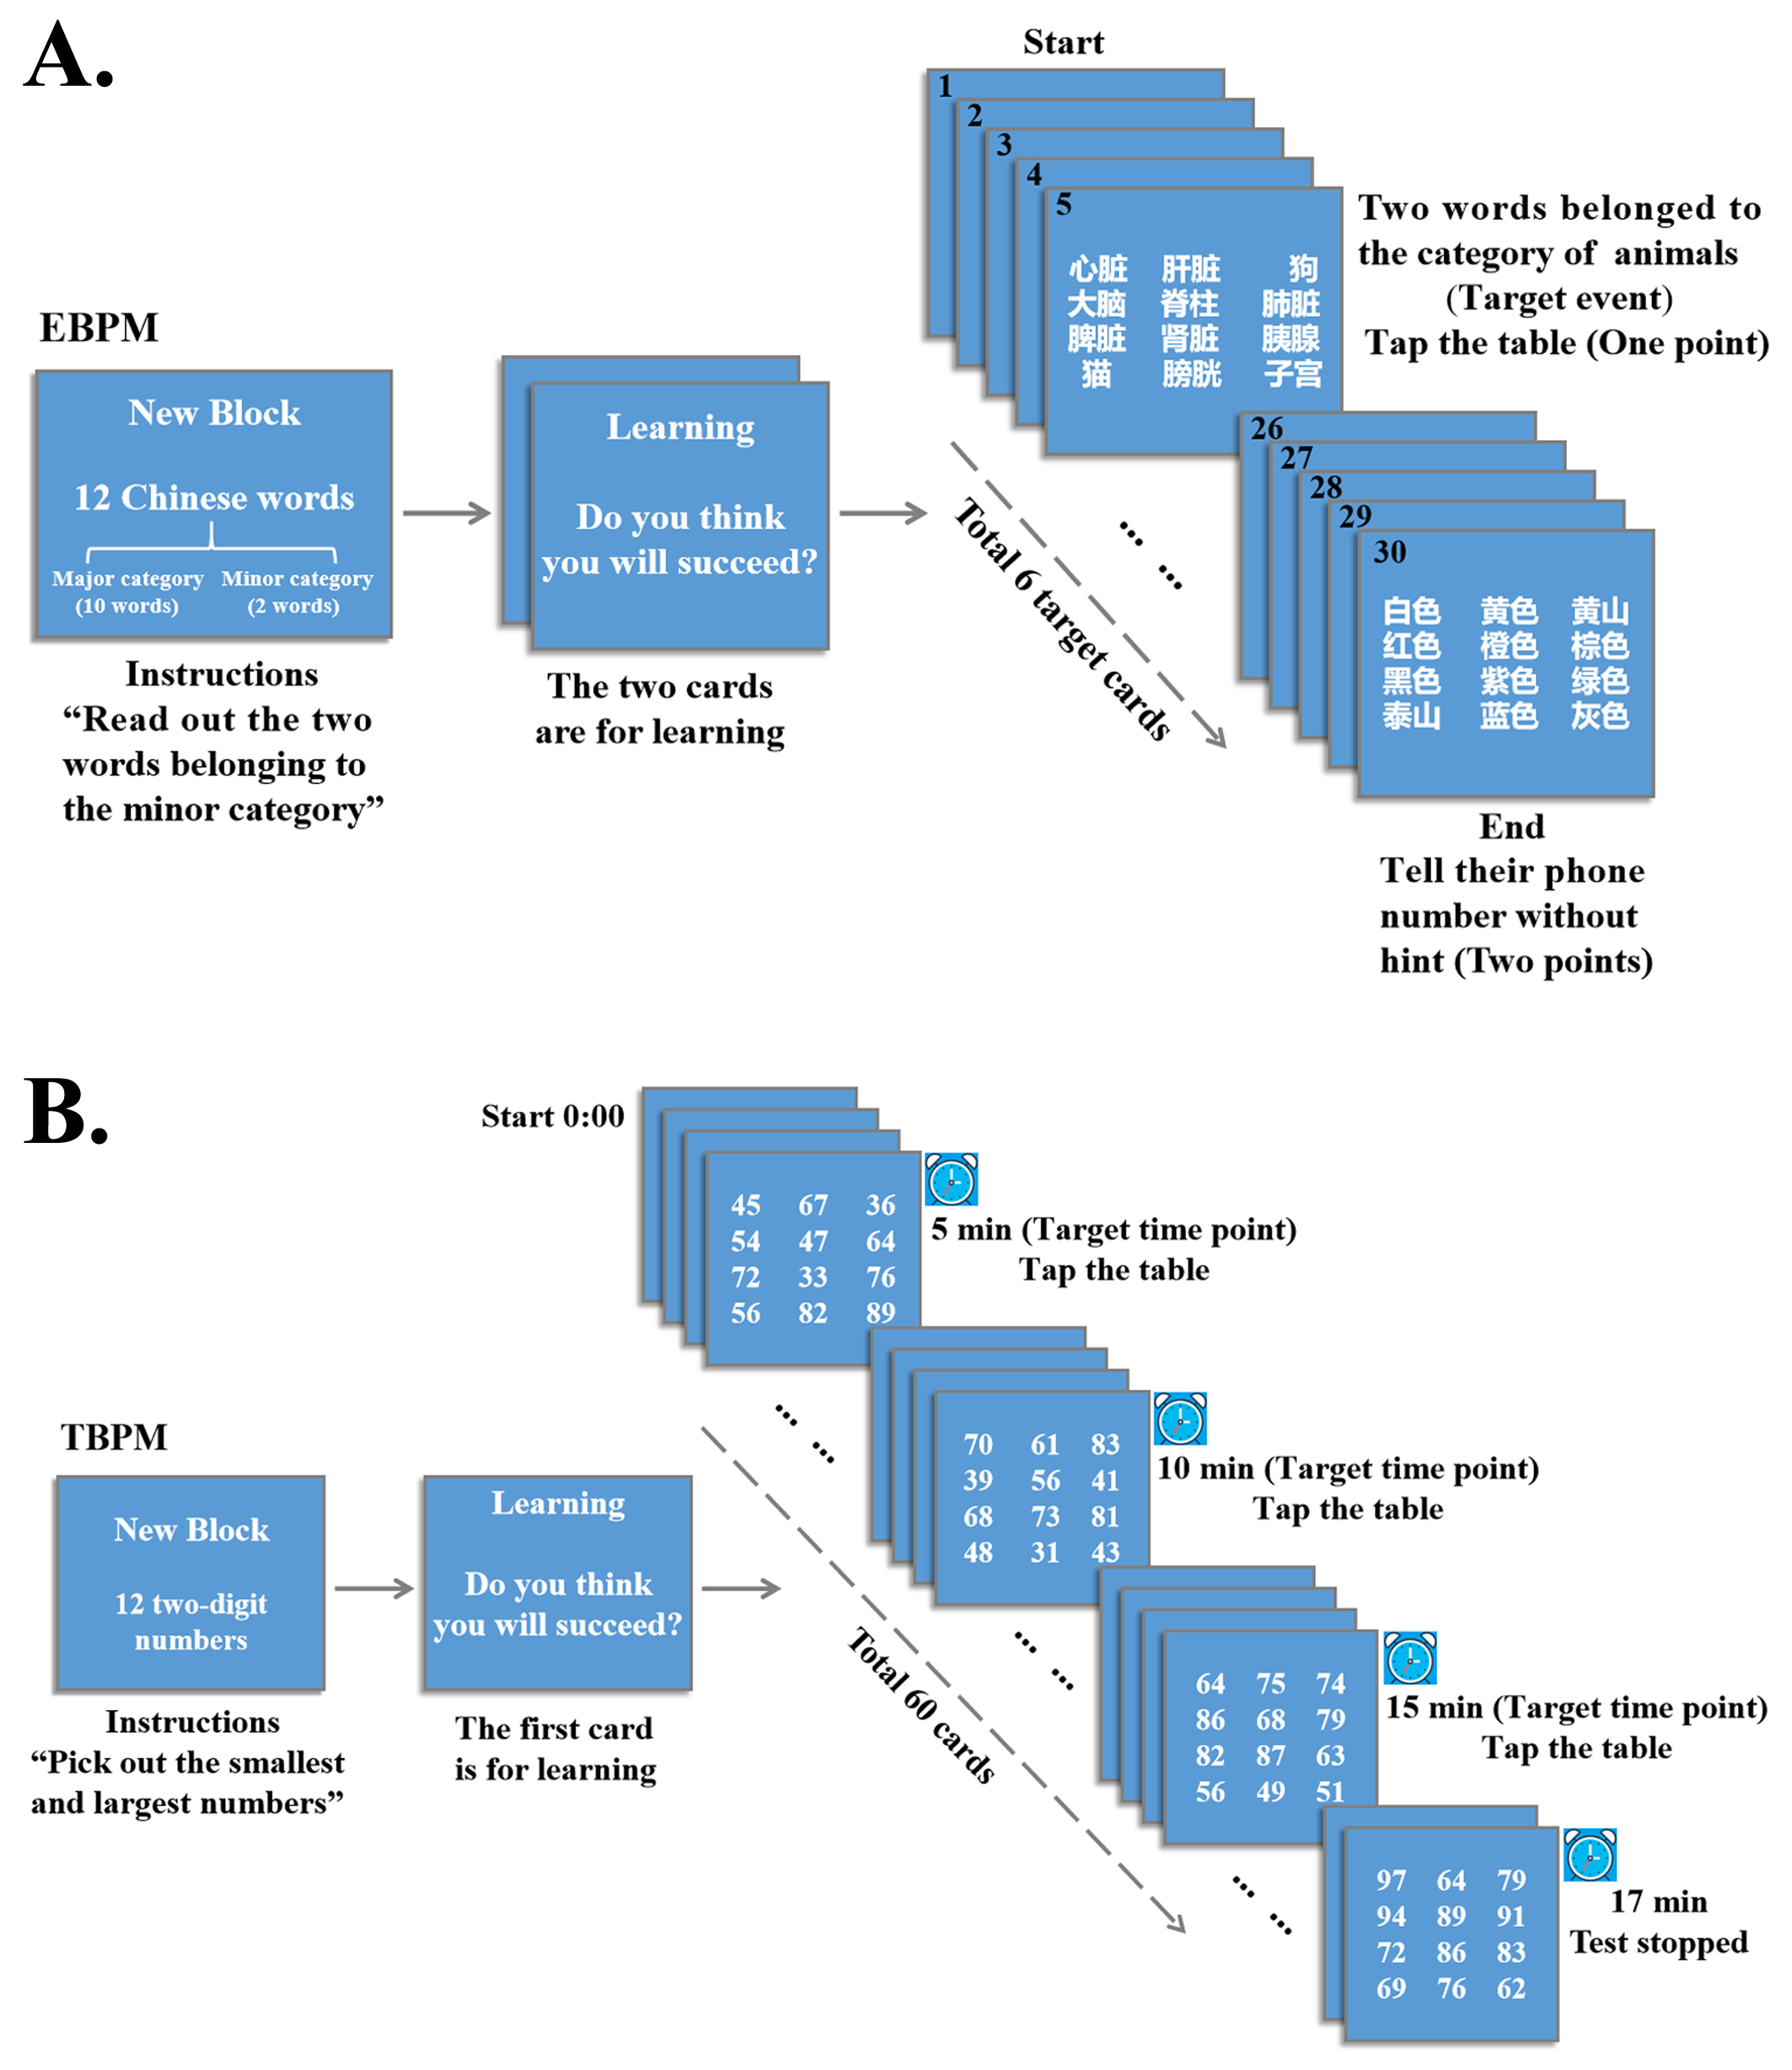 A.
EBPM
New Block
12 Chinese words
Major category Minor category
(10 words) (2 words)
Instructions
“Read out the two
words belonging to
the minor category”
Learning
Do you think
you will succeed?
The two cards
are for learning
Start
1
2
3
4
5
心脏 肝脏 狗
大脑 脊柱 肺脏
脾脏 肾脏 胰腺
猫 膀胱 子宫
Two words belonged to
the category of animals
(Target event)
Tap the table (One point)
Total 6 target cards
... ...
26
27
28
29
30
白色 黄色 黄山
红色 橙色 棕色
黑色 紫色 绿色
泰山 蓝色 灰色
End
Tell their phone
number without
hint (Two points)
B.
TBPM
New Block
12 two-digit
numbers
Instructions
“Pick out the smallest
and largest numbers”
Learning
Do you think
you will succeed?
The first card
is for learning
Start 0:00
45 67 36
54 47 64
72 33 76
56 82 89
5 min (Target time point)
Tap the table
... ...
70 61 83
39 56 41
68 73 81
48 31 43
10 min (Target time point)
Tap the table
Total 60 cards
... ...
64 75 74
86 68 79
82 87 63
56 49 51
15 min (Target time point)
Tap the table
... ...
97 64 79
94 89 91
72 86 83
69 76 62
17 min
Test stopped